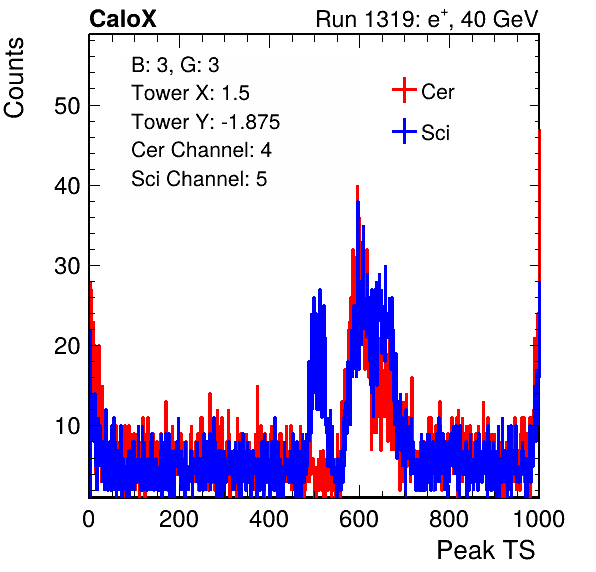 CaloX Run 1319: e⁺, 40 GeV
Counts
B: 3, G: 3
Tower X: 1.5
Tower Y: -1.875
Cer Channel: 4
Sci Channel: 5
Cer
Sci
50
40
30
20
10
0 200 400 600 800 1000
Peak TS